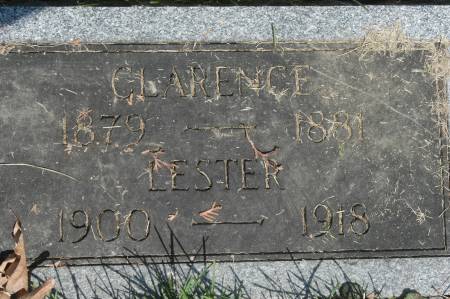 CLARENCE
1879 — 1881
LESTER
1900 — 1918